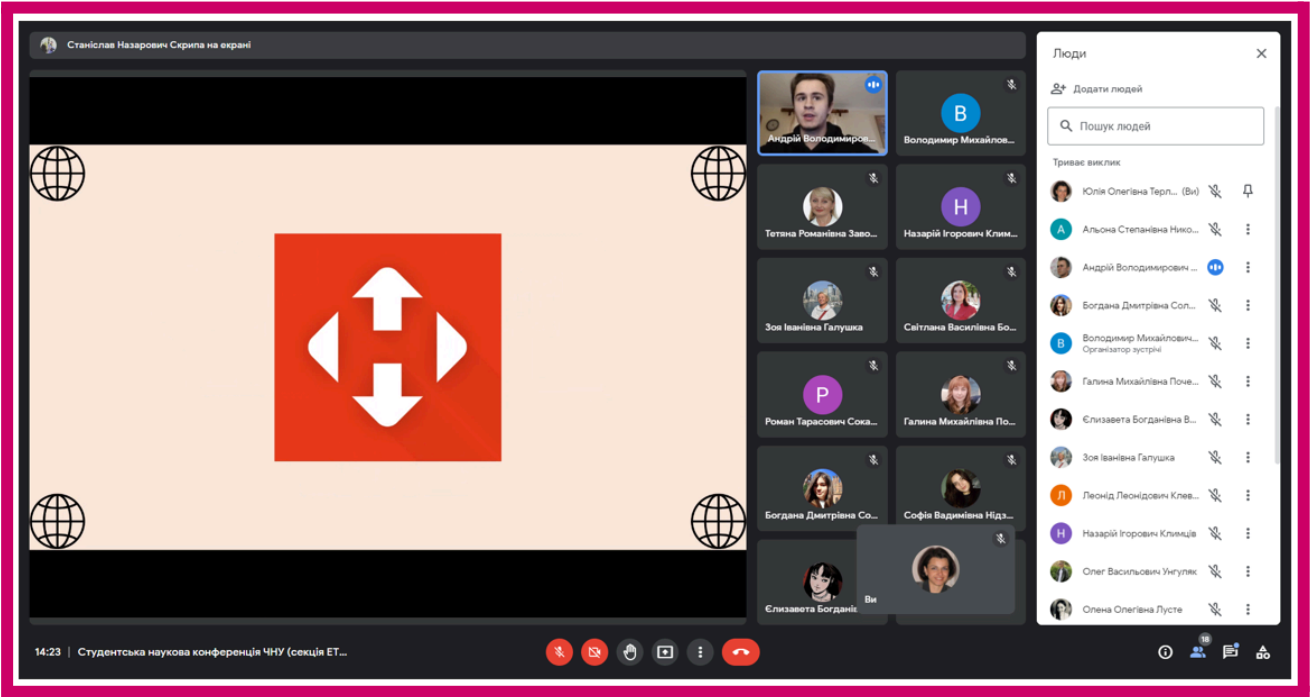 Станіслав Назарович Скрипа на екрані
Андрій Володимиров...
Володимир Михайлов...
Тетяна Романівна Заво...
Н
Назарій Ігорович Клим...
В
Зоя Іванівна Галушка
Світлана Василівна Бо...
Р
Роман Тарасович Сока...
Галина Михайлівна По...
Богдана Дмитрівна Со...
Софія Вадимівна Нідз...
Єлизавета Богданів
Ви
Люди
Додати людей
Пошук людей
Триває виклик
Юлія Олегівна Терл... (Ви)
А
Альона Степанівна Нико...
Андрій Володимирович ...
Богдана Дмитрівна Сол...
В
Володимир Михайлович...
Організатор зустрічі
Галина Михайлівна Поче...
Єлизавета Богданівна В...
Зоя Іванівна Галушка
Л
Леонід Леонідович Клев...
Н
Назарій Ігорович Климців
Олег Васильович Унгуляк
Олена Олегівна Лусте
14:23 | Студентська наукова конференція ЧНУ (секція ЕТ...
18